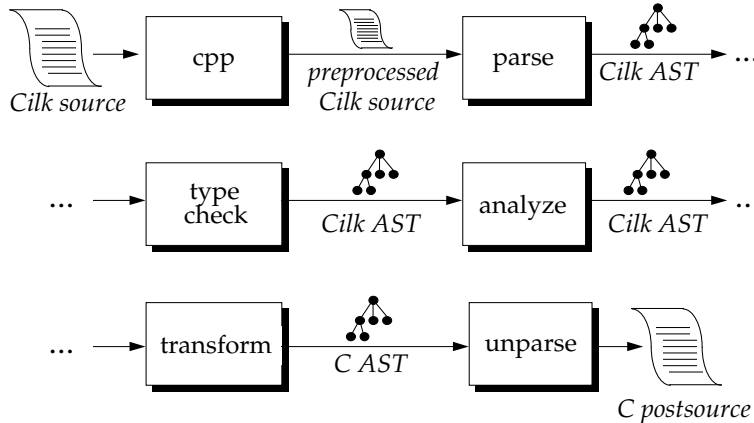 cpp
parse
...
Cilk source
preprocessed
Cilk source
Cilk AST
...
type
check
Cilk AST
analyze
Cilk AST
...
...
transform
C AST
unparse
C postsource